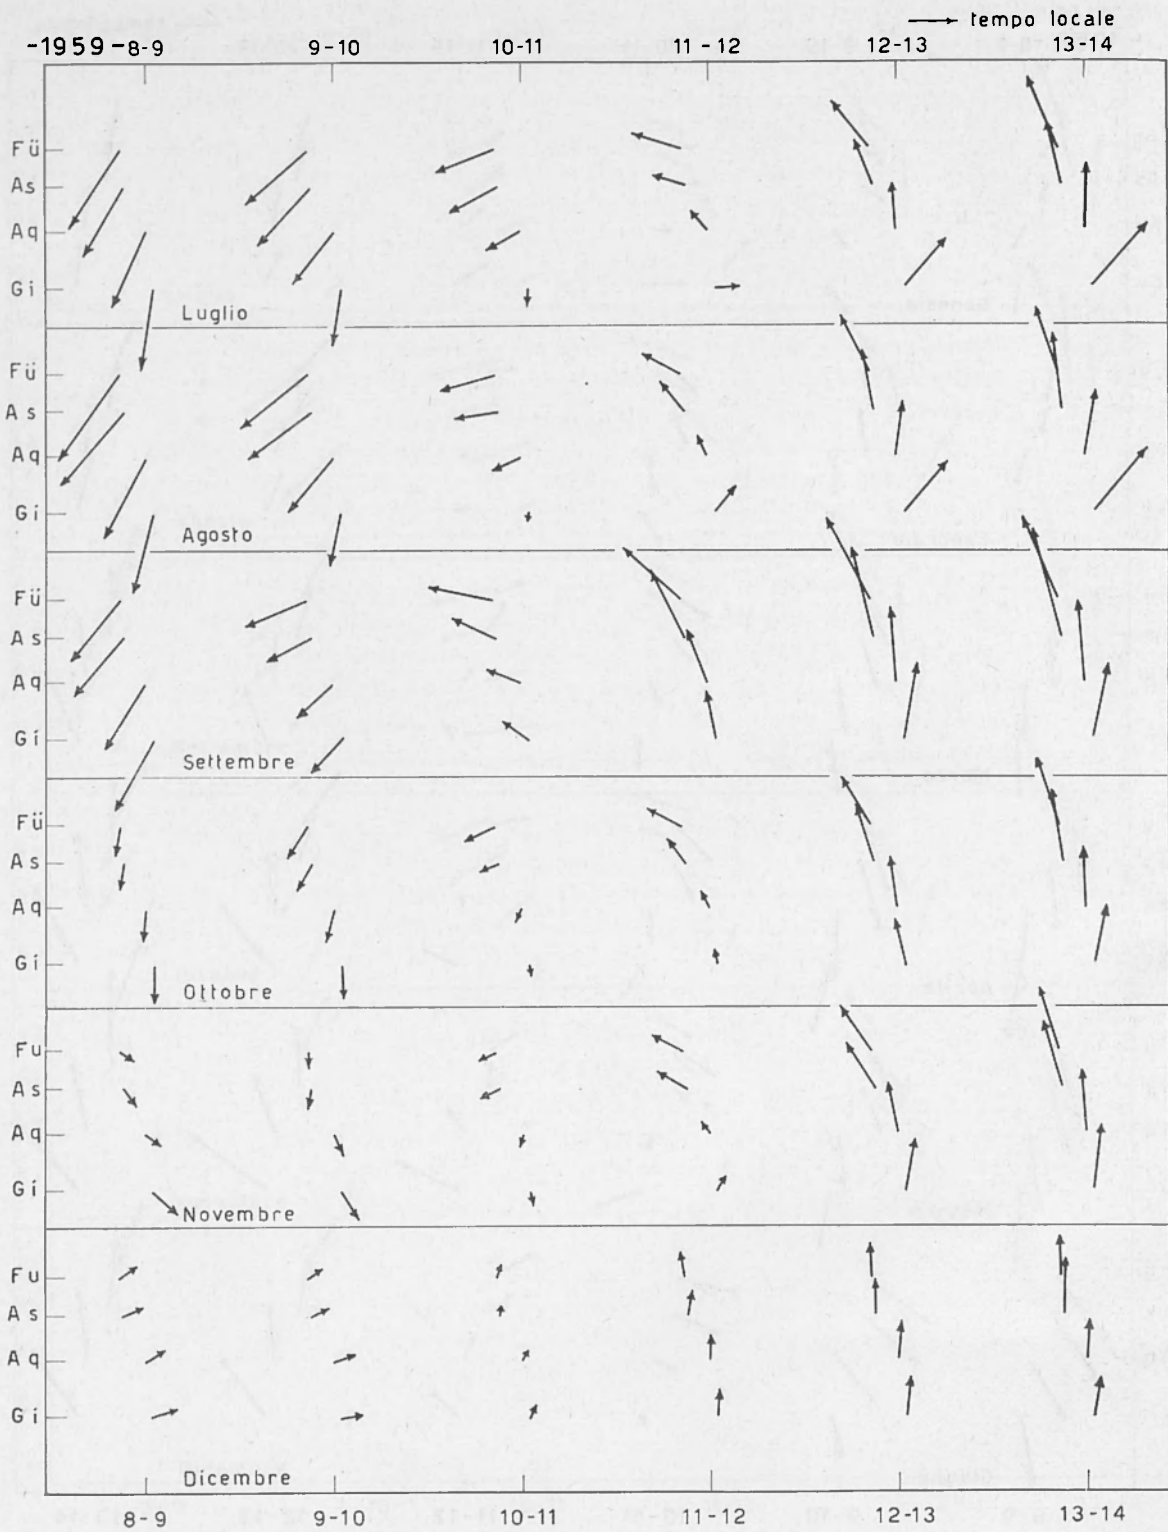 tempo locale
-1959- 8-9 9-10 10-11 11-12 12-13 13-14
Fü
As
Aq
Gi
Luglio
Fü
As
Aq
Gi
Agosto
Fü
As
Aq
Gi
Settembre
Fü
As
Aq
Gi
Ottobre
Fu
As
Aq
Gi
Novembre
Fu
As
Aq
Gi
Dicembre
8-9 9-10 10-11 11-12 12-13 13-14